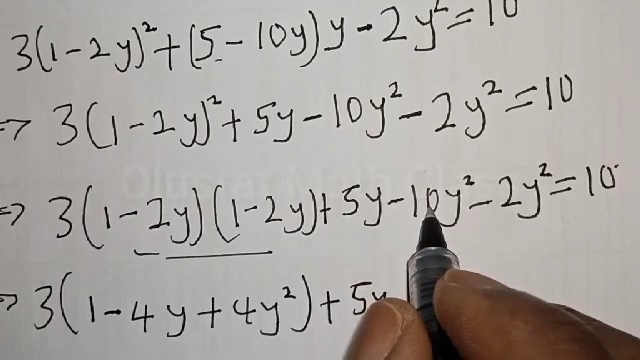 3(1-2y)²+(5-10y)y-2y²=10
⇒ 3(1-2y)²+5y-10y²-2y²=10
⇒ 3(1-2y)(1-2y)+5y-10y²-2y²=10
⇒ 3(1-4y+4y²)+5y